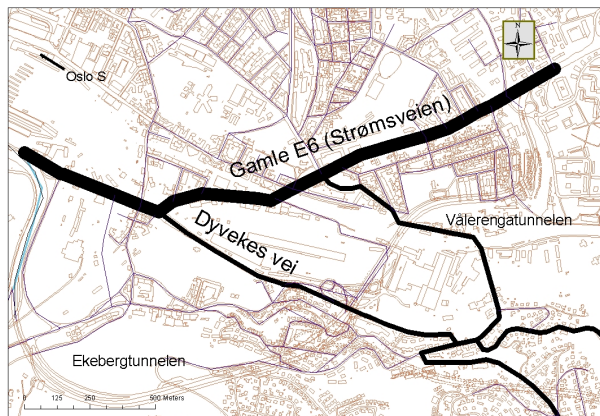 N
Oslo S
Gamle E6 (Strømsveien)
Vålerengatunnelen
Dyvekes vei
Ekebergtunnelen
0 125 250 500 Meters